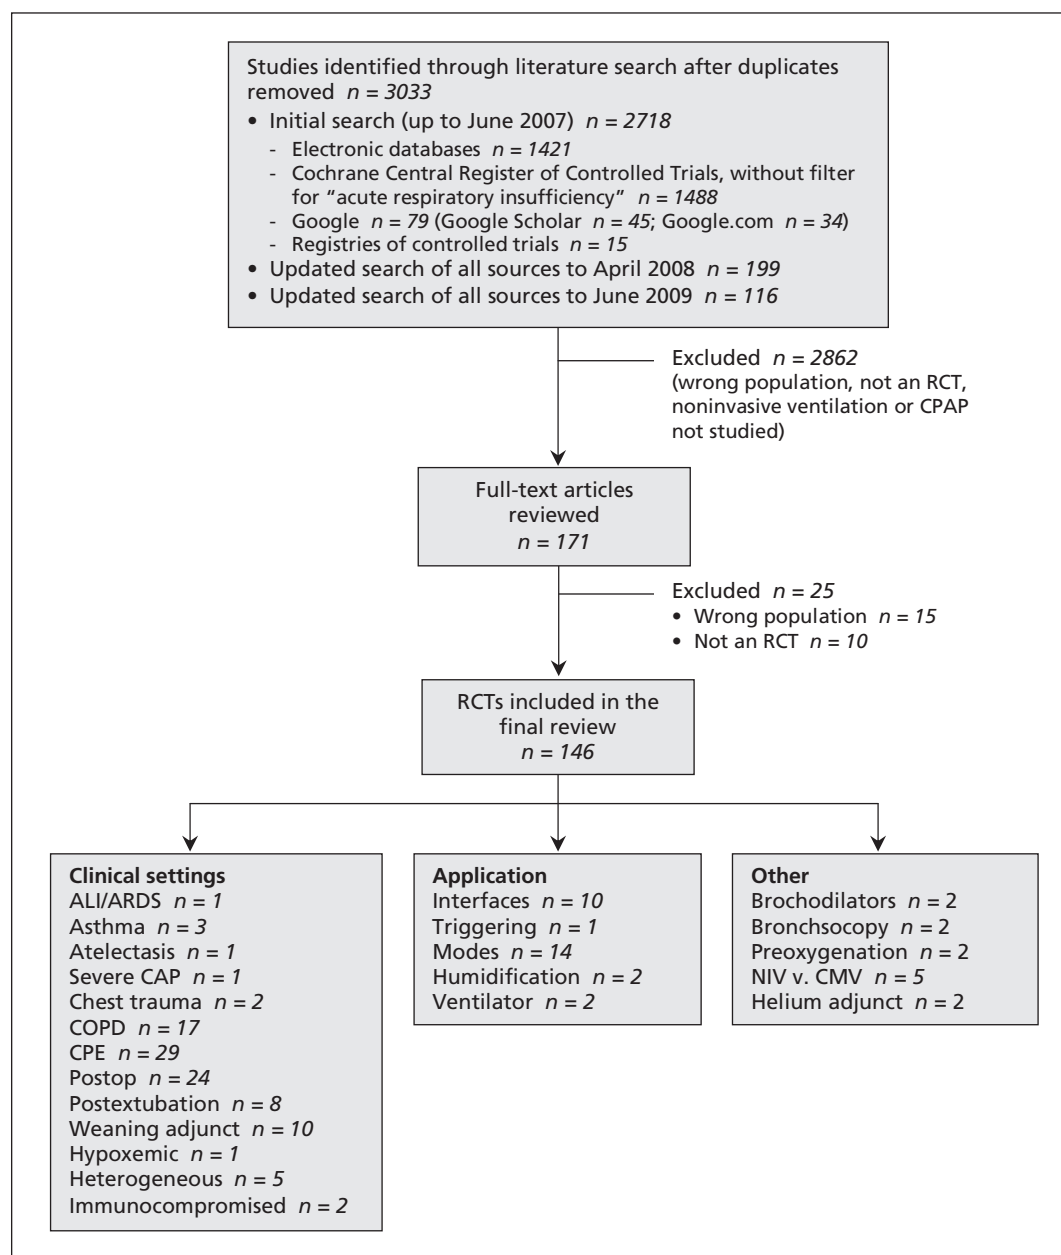 Studies identified through literature search after duplicates
removed n = 3033
• Initial search (up to June 2007) n = 2718
- Electronic databases n = 1421
- Cochrane Central Register of Controlled Trials, without filter
for “acute respiratory insufficiency” n = 1488
- Google n = 79 (Google Scholar n = 45; Google.com n = 34)
- Registries of controlled trials n = 15
• Updated search of all sources to April 2008 n = 199
• Updated search of all sources to June 2009 n = 116
Excluded n = 2862
(wrong population, not an RCT,
noninvasive ventilation or CPAP
not studied)
Full-text articles
reviewed
n = 171
Excluded n = 25
• Wrong population n = 15
• Not an RCT n = 10
RCTs included in the
final review
n = 146
Clinical settings
ALI/ARDS n = 1
Asthma n = 3
Atelectasis n = 1
Severe CAP n = 1
Chest trauma n = 2
COPD n = 17
CPE n = 29
Postop n = 24
Postextubation n = 8
Weaning adjunct n = 10
Hypoxemic n = 1
Heterogeneous n = 5
Immunocompromised n = 2
Application
Interfaces n = 10
Triggering n = 1
Modes n = 14
Humidification n = 2
Ventilator n = 2
Other
Brochodilators n = 2
Bronchsocopy n = 2
Preoxygenation n = 2
NIV v. CMV n = 5
Helium adjunct n = 2